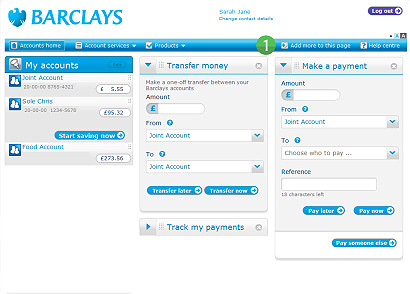 BARCLAYS
Sarah Jane
Change contact details
Log out
A A
Accounts home
Account services
Products
1
Add more to this page
Help centre
My accounts
Joint Account
20-00-00 8765-4321
£ 5.55
Sole Chris
20-00-00 1234-5678
£95.32
Start saving now
Food Account
£273.56
Transfer money
Make a one-off transfer between your
Barclays accounts
Amount
£
From ?
Joint Account
To ?
Joint Account
Transfer later
Transfer now
Track my payments
Make a payment
Amount
£
From ?
Joint Account
To ?
Choose who to pay ...
Reference
18 characters left
Pay later
Pay now
Pay someone else